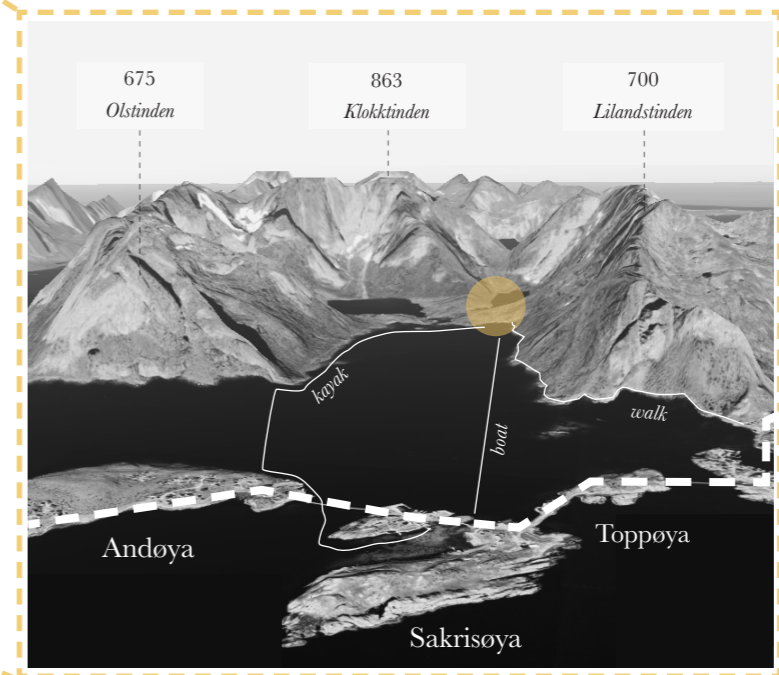 675
Olstinden
863
Klokktinden
700
Lilandstinden
kayak
walk
boat
Andøya
Toppøya
Sakrisøya